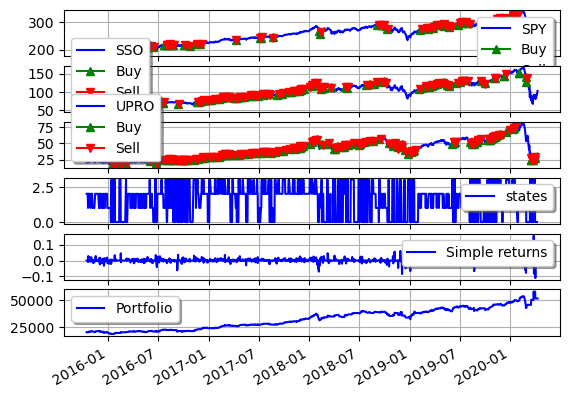 300
200
SPY
Buy
SSO
Buy
Sell
150
100
50
UPRO
Buy
Sell
75
50
25
2.5
0.0
states
0.1
0.0
−0.1
Simple returns
50000
25000
Portfolio
2016-01
2016-07
2017-01
2017-07
2018-01
2018-07
2019-01
2019-07
2020-01